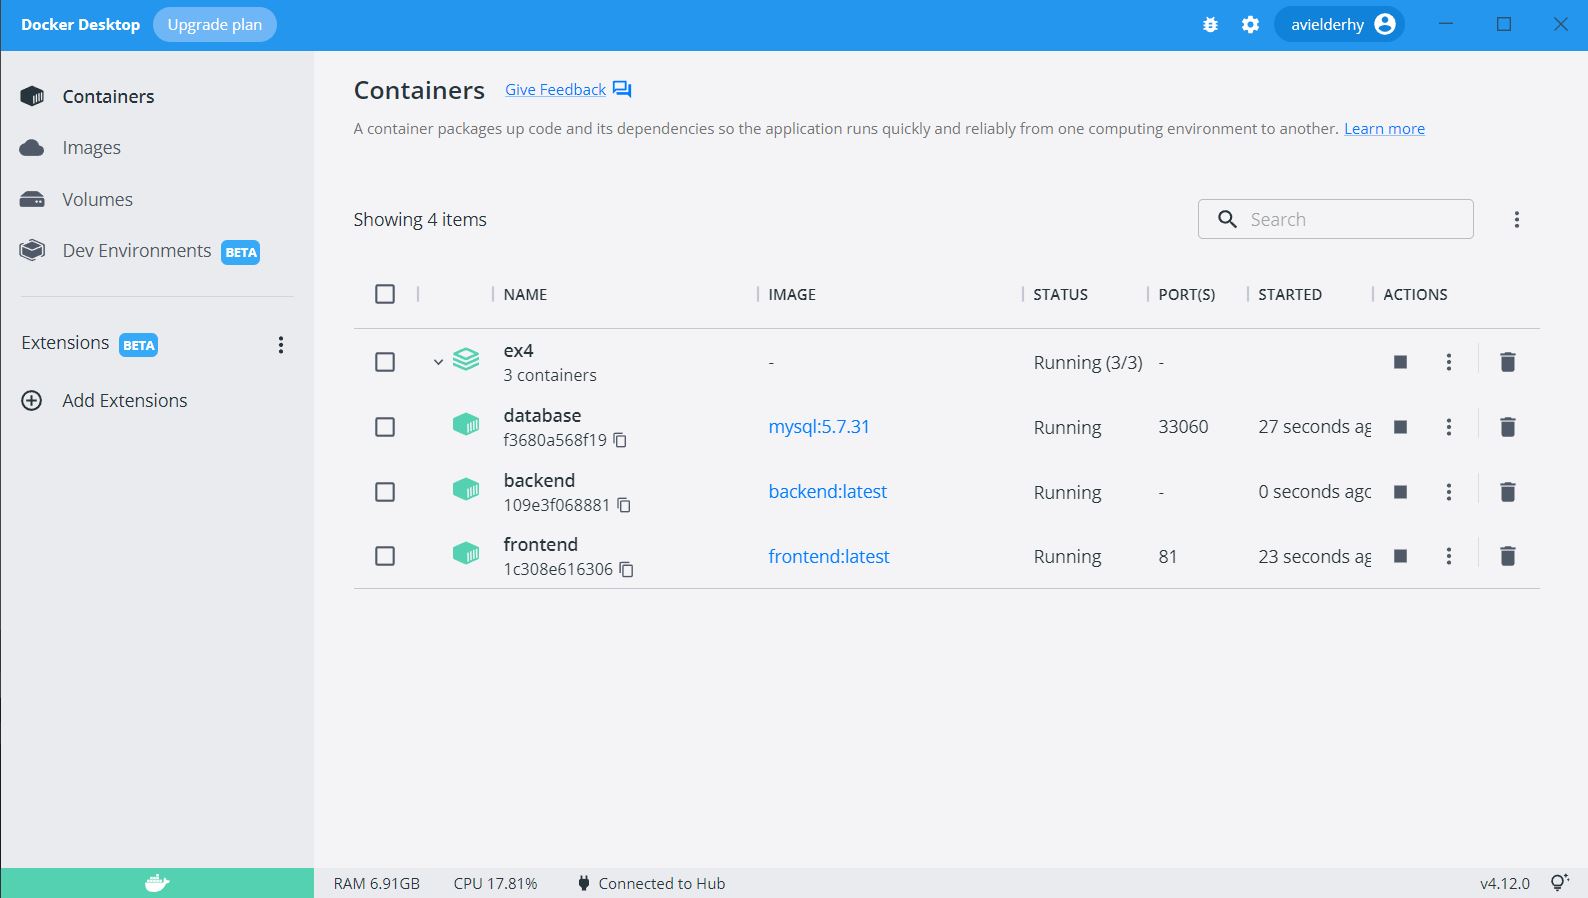 Docker Desktop Upgrade plan avielderhy
Containers
Images
Volumes
Dev Environments BETA
Extensions BETA
Add Extensions
Containers Give Feedback
A container packages up code and its dependencies so the application runs quickly and reliably from one computing environment to another. Learn more
Showing 4 items Search
NAME IMAGE STATUS PORT(S) STARTED ACTIONS
ex4 - Running (3/3) -
3 containers
database mysql:5.7.31 Running 33060 27 seconds ag
f3680a568f19
backend backend:latest Running - 0 seconds agc
109e3f068881
frontend frontend:latest Running 81 23 seconds ag
1c308e616306
RAM 6.91GB CPU 17.81% Connected to Hub v4.12.0